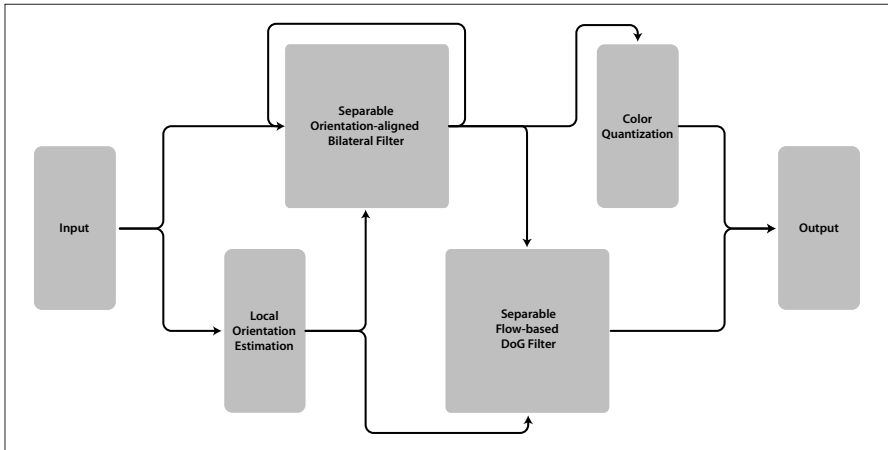 Input
Separable
Orientation-aligned
Bilateral Filter
Local
Orientation
Estimation
Separable
Flow-based
DoG Filter
Color
Quantization
Output